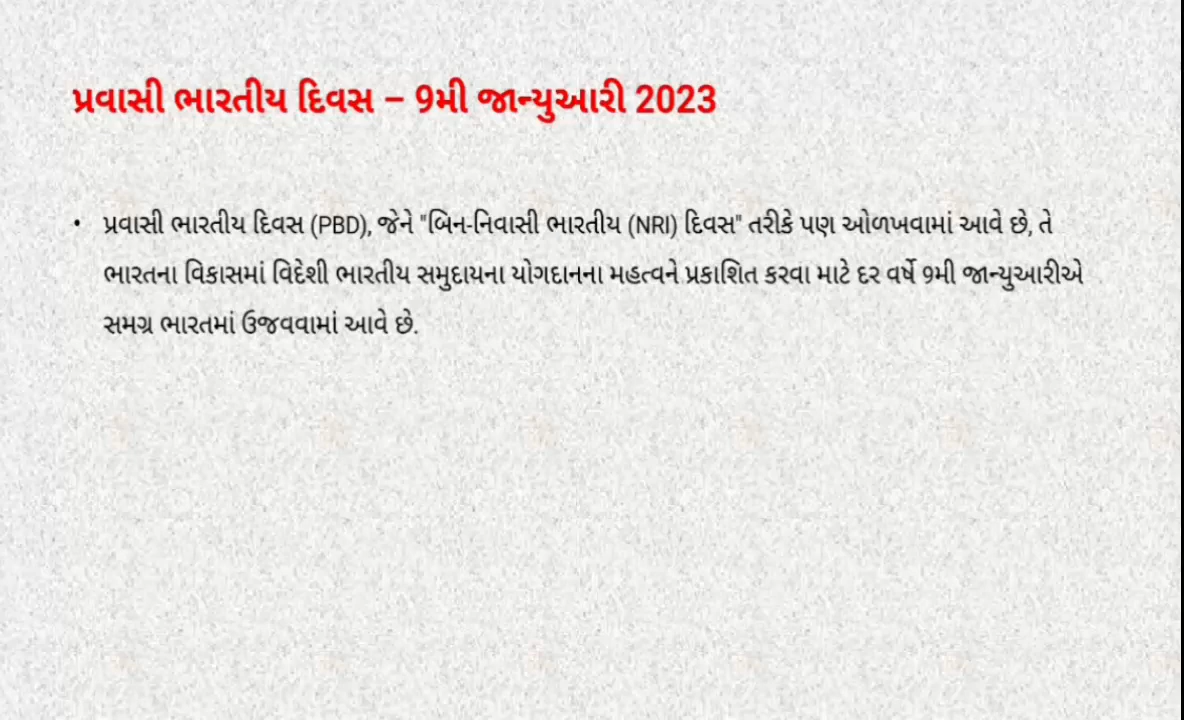 પ્રવાસી ભારતીય દિવસ – 9મી જાન્યુઆરી 2023
• પ્રવાસી ભારતીય દિવસ (PBD), જેને "બિન-નિવાસી ભારતીય (NRI) દિવસ" તરીકે પણ ઓળખવામાં આવે છે, તે
ભારતના વિકાસમાં વિદેશી ભારતીય સમુદાયના યોગદાનના મહત્વને પ્રકાશિત કરવા માટે દર વર્ષે 9મી જાન્યુઆરીએ
સમગ્ર ભારતમાં ઉજવવામાં આવે છે.